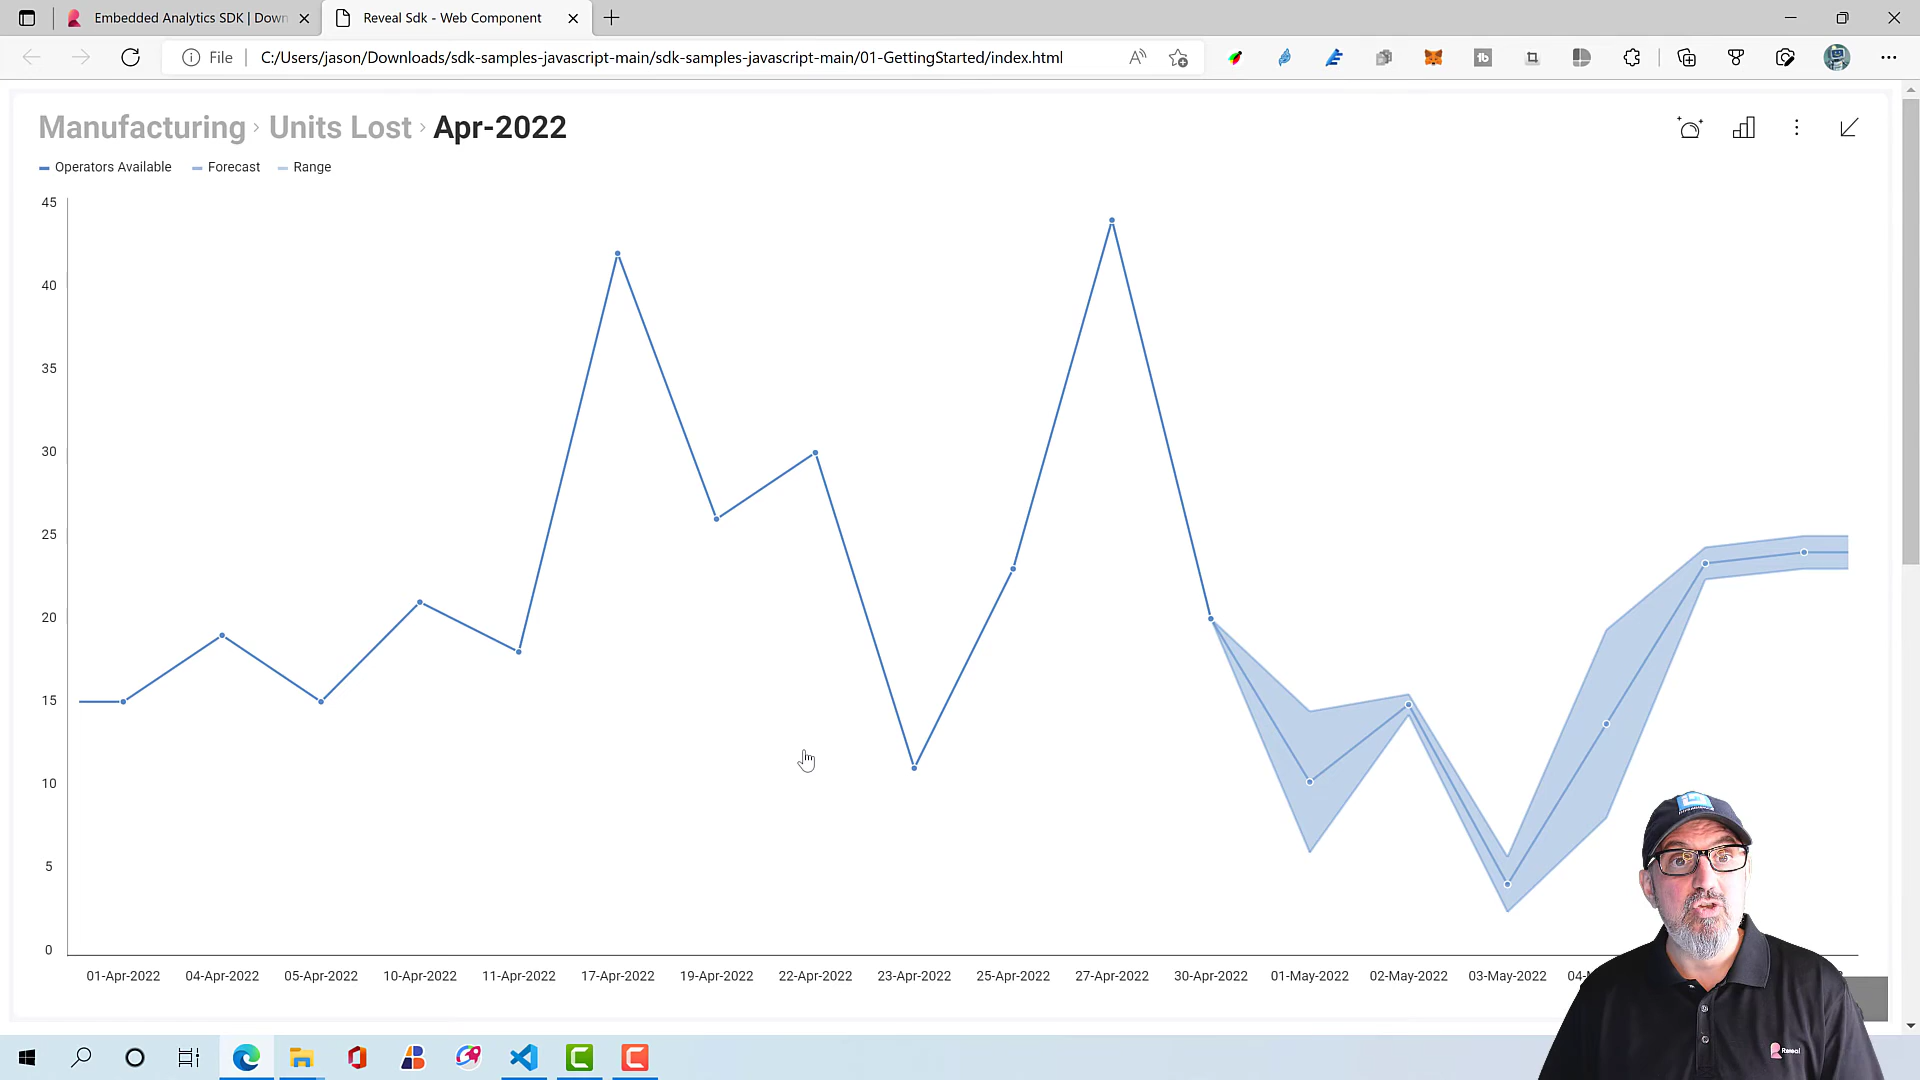 Embedded Analytics SDK | Down
Reveal Sdk - Web Component
File
C:/Users/jason/Downloads/sdk-samples-javascript-main/sdk-samples-javascript-main/01-GettingStarted/index.html
Manufacturing › Units Lost › Apr-2022
Operators Available
Forecast
Range
45
40
35
30
25
20
15
10
5
0
01-Apr-2022
04-Apr-2022
05-Apr-2022
10-Apr-2022
11-Apr-2022
17-Apr-2022
19-Apr-2022
22-Apr-2022
23-Apr-2022
25-Apr-2022
27-Apr-2022
30-Apr-2022
01-May-2022
02-May-2022
03-May-2022
Reveal